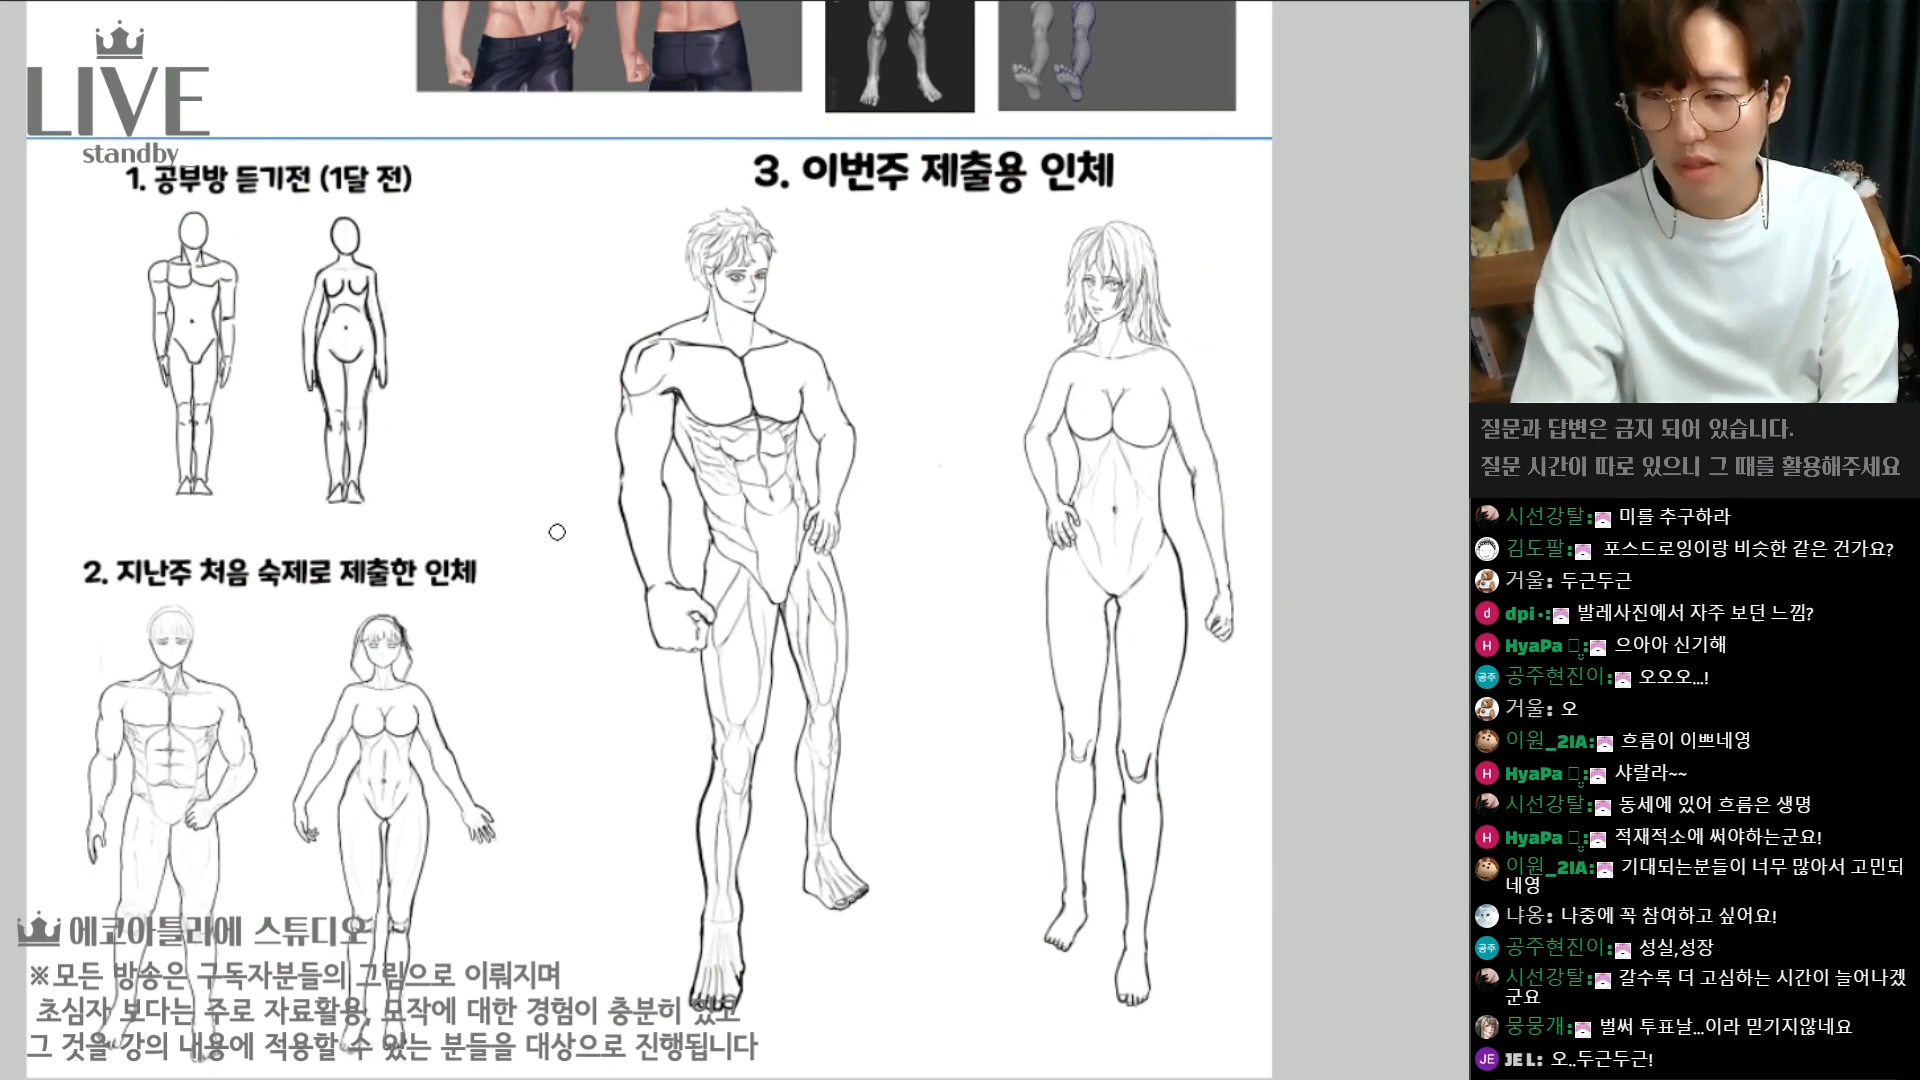 LIVE
standby
1. 공부방 듣기전 (1달 전)
3. 이번주 제출용 인체
2. 지난주 처음 숙제로 제출한 인체
에코아틀리에 스튜디오
※모든 방송은 구독자분들의 그림으로 이뤄지며
초심자 보다는 주로 자료활용, 묘작에 대한 경험이 충분히 있고
그 것을 강의 내용에 적용할 수 있는 분들을 대상으로 진행됩니다
질문과 답변은 금지 되어 있습니다.
질문 시간이 따로 있으니 그 때를 활용해주세요
시선강탈: 미를 추구하라
김도팔: 포스드로잉이랑 비슷한 같은 건가요?
거울: 두근두근
d dpi·: 발레사진에서 자주 보던 느낌?
H HyaPa : 으아아 신기해
공주 공주현진이: 오오오...!
거울: 오
이원_2IA: 흐름이 이쁘네영
H HyaPa : 샤랄라~~
시선강탈: 동세에 있어 흐름은 생명
H HyaPa : 적재적소에 써야하는군요!
이원_2IA: 기대되는분들이 너무 많아서 고민되
네영
냐옹: 나중에 꼭 참여하고 싶어요!
공주 공주현진이: 성실,성장
시선강탈: 갈수록 더 고심하는 시간이 늘어나겠
군요
뭉뭉개: 벌써 투표날...이라 믿기지않네요
JE JE L: 오..두근두근!